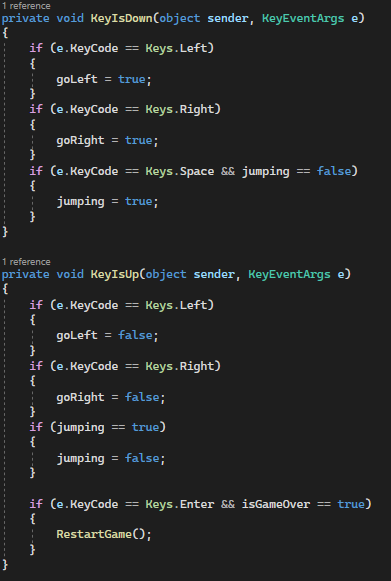 1 reference
private void KeyIsDown(object sender, KeyEventArgs e)
{
if (e.KeyCode == Keys.Left)
{
goLeft = true;
}
if (e.KeyCode == Keys.Right)
{
goRight = true;
}
if (e.KeyCode == Keys.Space && jumping == false)
{
jumping = true;
}
}
1 reference
private void KeyIsUp(object sender, KeyEventArgs e)
{
if (e.KeyCode == Keys.Left)
{
goLeft = false;
}
if (e.KeyCode == Keys.Right)
{
goRight = false;
}
if (jumping == true)
{
jumping = false;
}
if (e.KeyCode == Keys.Enter && isGameOver == true)
{
RestartGame();
}
}